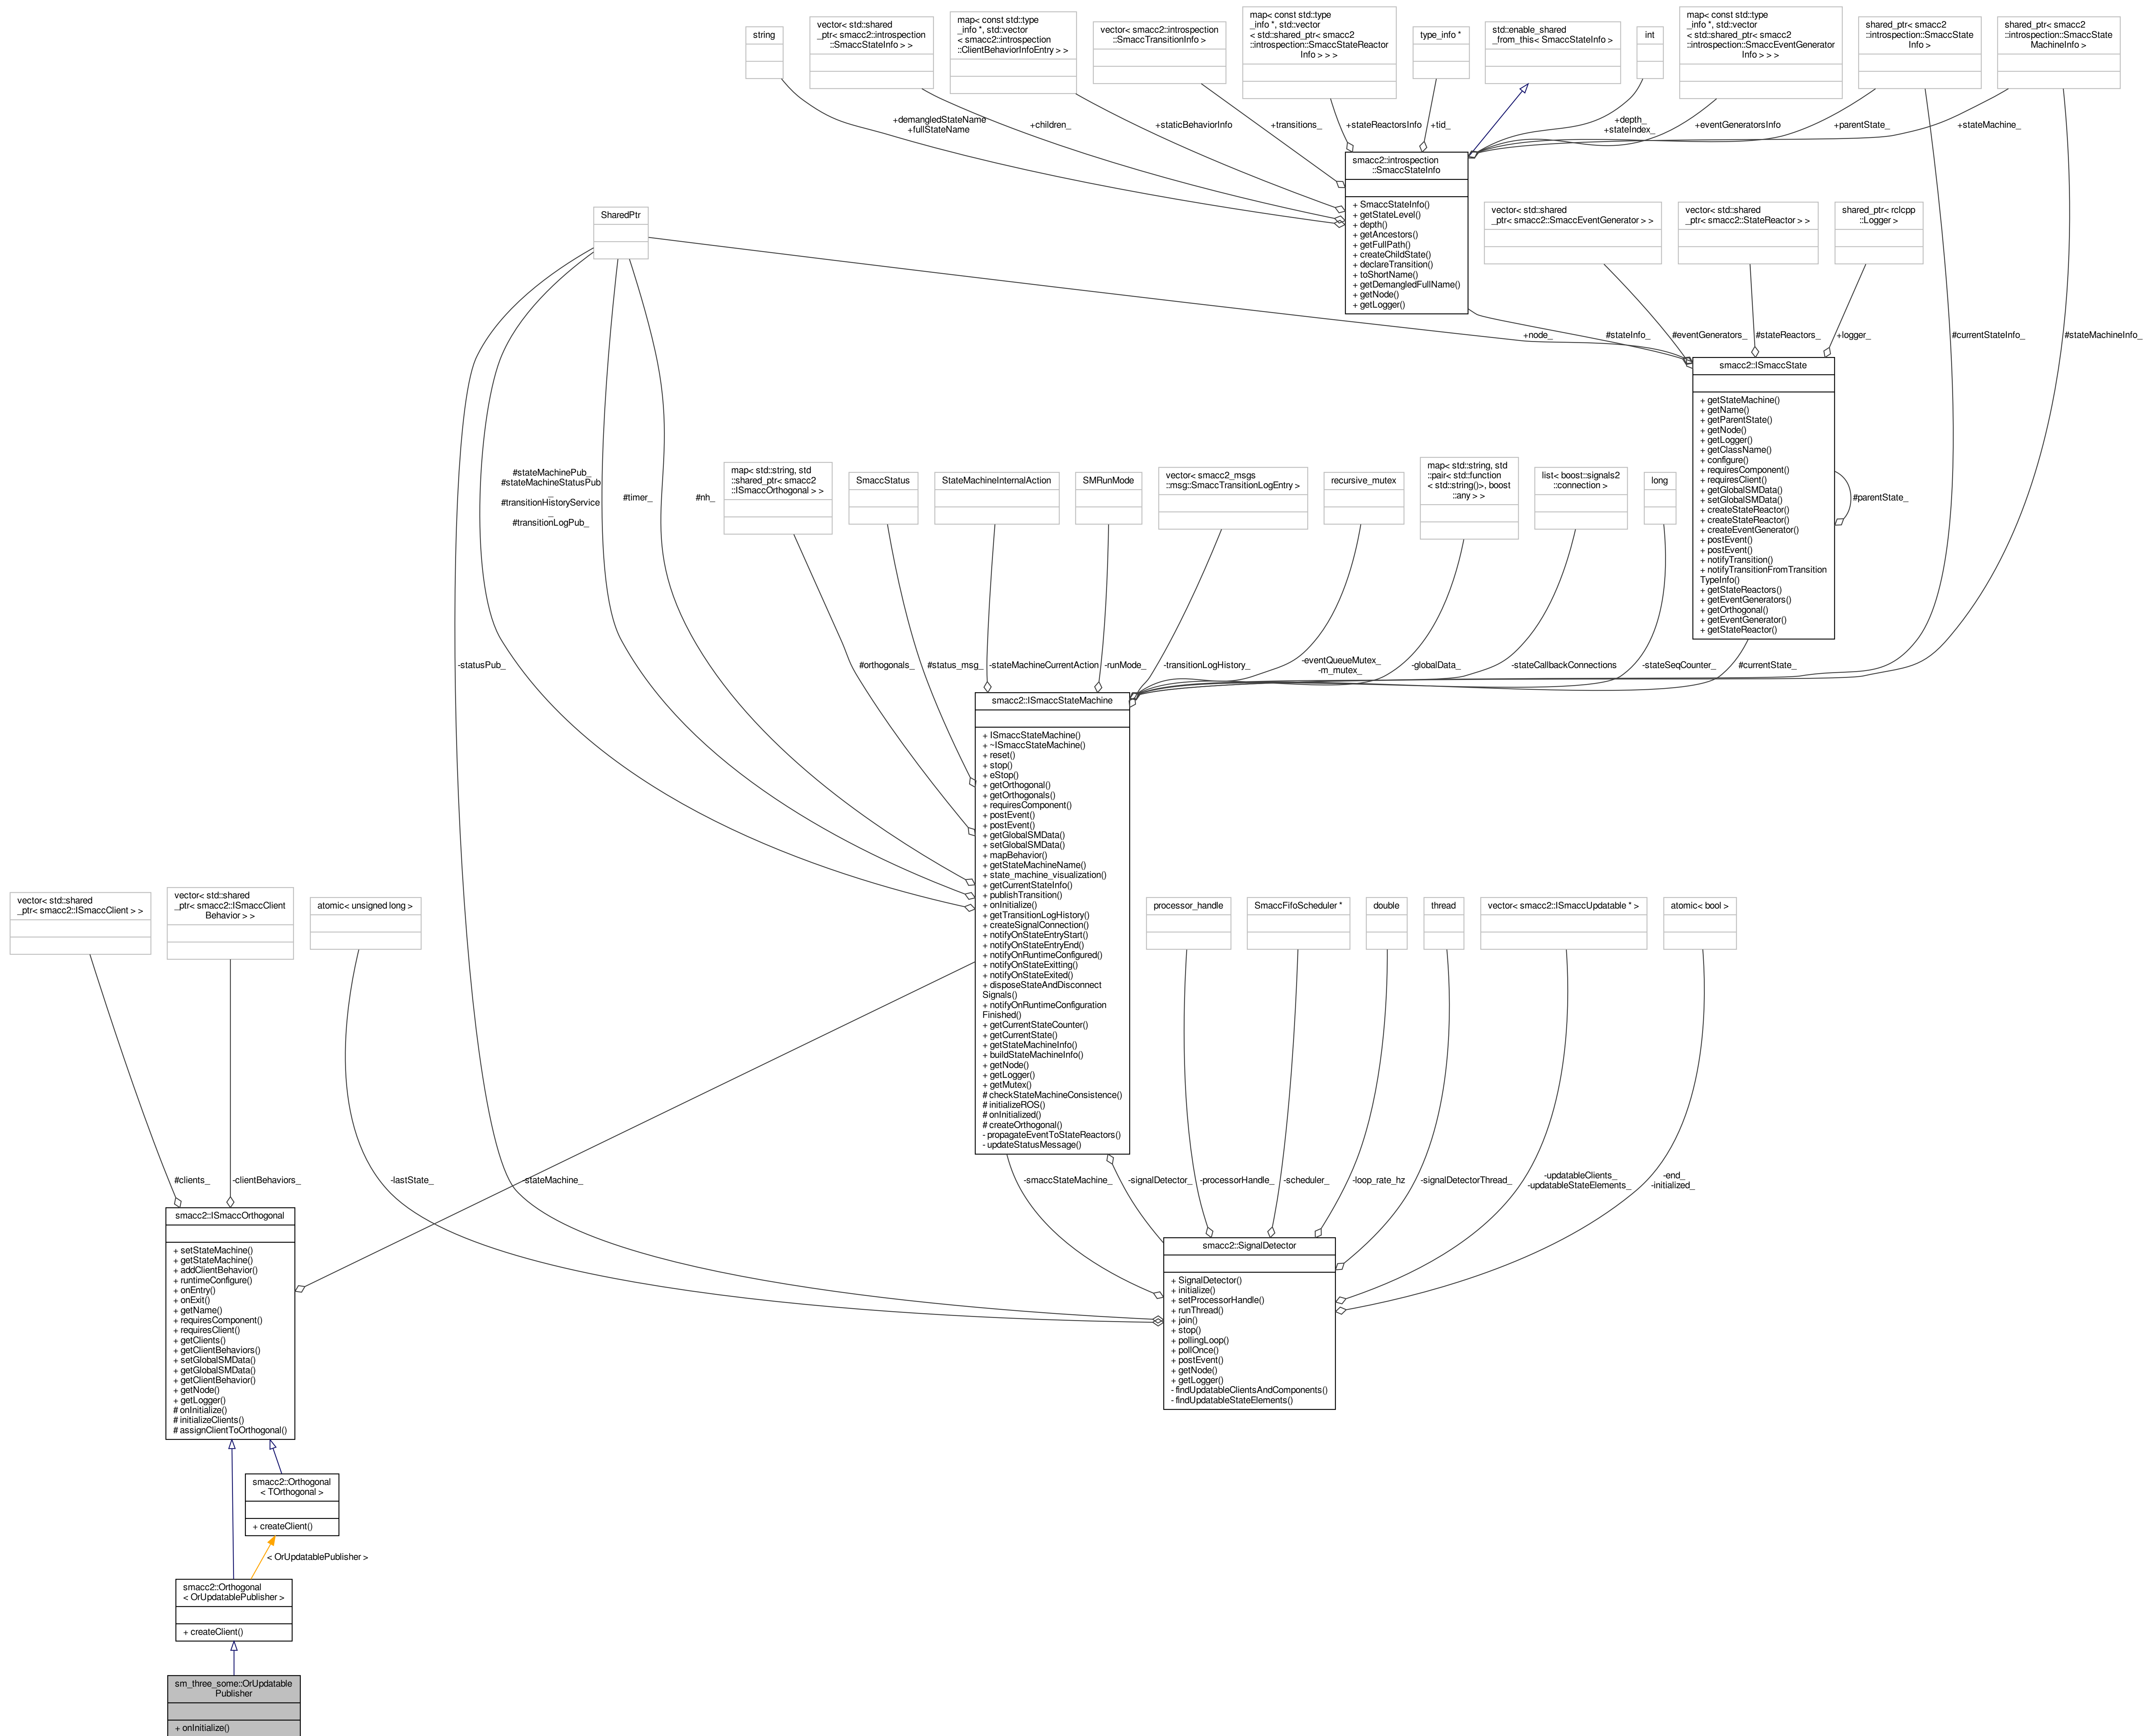 string
vector< std::shared
_ptr< smacc2::introspection
::SmaccStateInfo > >
map< const std::type
_info *, std::vector
< smacc2::introspection
::ClientBehaviorInfoEntry > >
vector< smacc2::introspection
::SmaccTransitionInfo >
map< const std::type
_info *, std::vector
< std::shared_ptr< smacc2
::introspection::SmaccStateReactor
Info > > >
type_info *
std::enable_shared
_from_this< SmaccStateInfo >
int
map< const std::type
_info *, std::vector
< std::shared_ptr< smacc2
::introspection::SmaccEventGenerator
Info > > >
shared_ptr< smacc2
::introspection::SmaccState
Info >
shared_ptr< smacc2
::introspection::SmaccState
MachineInfo >
+demangledStateName
+fullStateName
+children_
+staticBehaviorInfo
+transitions_
+stateReactorsInfo
+tid_
+depth_
+stateIndex_
+eventGeneratorsInfo
+parentState_
+stateMachine_
smacc2::introspection
::SmaccStateInfo
+ SmaccStateInfo()
+ getStateLevel()
+ depth()
+ getAncestors()
+ getFullPath()
+ createChildState()
+ declareTransition()
+ toShortName()
+ getDemangledFullName()
+ getNode()
+ getLogger()
SharedPtr
vector< std::shared
_ptr< smacc2::SmaccEventGenerator > >
vector< std::shared
_ptr< smacc2::StateReactor > >
shared_ptr< rclcpp
::Logger >
+node_
#stateInfo_
#eventGenerators_
#stateReactors_
+logger_
#currentStateInfo_
#stateMachineInfo_
smacc2::ISmaccState
+ getStateMachine()
+ getName()
+ getParentState()
+ getNode()
+ getLogger()
+ getClassName()
+ configure()
+ requiresComponent()
+ requiresClient()
+ getGlobalSMData()
+ setGlobalSMData()
+ createStateReactor()
+ createStateReactor()
+ createEventGenerator()
+ postEvent()
+ postEvent()
+ notifyTransition()
+ notifyTransitionFromTransition
TypeInfo()
+ getStateReactors()
+ getEventGenerators()
+ getOrthogonal()
+ getEventGenerator()
+ getStateReactor()
#parentState_
#stateMachinePub_
#stateMachineStatusPub
_
#transitionHistoryService
_
#transitionLogPub_
#timer_
#nh_
map< std::string, std
::shared_ptr< smacc2
::ISmaccOrthogonal > >
SmaccStatus
StateMachineInternalAction
SMRunMode
vector< smacc2_msgs
::msg::SmaccTransitionLogEntry >
recursive_mutex
map< std::string, std
::pair< std::function
< std::string()>, boost
::any > >
list< boost::signals2
::connection >
long
-statusPub_
#orthogonals_
#status_msg_
-stateMachineCurrentAction
-runMode_
-transitionLogHistory_
-eventQueueMutex_
-m_mutex_
-globalData_
-stateCallbackConnections
-stateSeqCounter_
#currentState_
smacc2::ISmaccStateMachine
+ ISmaccStateMachine()
+ ~ISmaccStateMachine()
+ reset()
+ stop()
+ eStop()
+ getOrthogonal()
+ getOrthogonals()
+ requiresComponent()
+ postEvent()
+ postEvent()
+ getGlobalSMData()
+ setGlobalSMData()
+ mapBehavior()
+ getStateMachineName()
+ state_machine_visualization()
+ getCurrentStateInfo()
+ publishTransition()
+ onInitialize()
+ getTransitionLogHistory()
+ createSignalConnection()
+ notifyOnStateEntryStart()
+ notifyOnStateEntryEnd()
+ notifyOnRuntimeConfigured()
+ notifyOnStateExitting()
+ notifyOnStateExited()
+ disposeStateAndDisconnect
Signals()
+ notifyOnRuntimeConfiguration
Finished()
+ getCurrentStateCounter()
+ getCurrentState()
+ getStateMachineInfo()
+ buildStateMachineInfo()
+ getNode()
+ getLogger()
+ getMutex()
# checkStateMachineConsistence()
# initializeROS()
# onInitialized()
# createOrthogonal()
- propagateEventToStateReactors()
- updateStatusMessage()
vector< std::shared
_ptr< smacc2::ISmaccClient > >
vector< std::shared
_ptr< smacc2::ISmaccClient
Behavior > >
atomic< unsigned long >
processor_handle
SmaccFifoScheduler *
double
thread
vector< smacc2::ISmaccUpdatable * >
atomic< bool >
#clients_
-clientBehaviors_
-lastState_
-stateMachine_
-smaccStateMachine_
-signalDetector_
-processorHandle_
-scheduler_
-loop_rate_hz
-signalDetectorThread_
-updatableClients_
-updatableStateElements_
-end_
-initialized_
smacc2::ISmaccOrthogonal
+ setStateMachine()
+ getStateMachine()
+ addClientBehavior()
+ runtimeConfigure()
+ onEntry()
+ onExit()
+ getName()
+ requiresComponent()
+ requiresClient()
+ getClients()
+ getClientBehaviors()
+ setGlobalSMData()
+ getGlobalSMData()
+ getClientBehavior()
+ getNode()
+ getLogger()
# onInitialize()
# initializeClients()
# assignClientToOrthogonal()
smacc2::SignalDetector
+ SignalDetector()
+ initialize()
+ setProcessorHandle()
+ runThread()
+ join()
+ stop()
+ pollingLoop()
+ pollOnce()
+ postEvent()
+ getNode()
+ getLogger()
- findUpdatableClientsAndComponents()
- findUpdatableStateElements()
smacc2::Orthogonal
< TOrthogonal >
+ createClient()
< OrUpdatablePublisher >
smacc2::Orthogonal
< OrUpdatablePublisher >
+ createClient()
sm_three_some::OrUpdatable
Publisher
+ onInitialize()